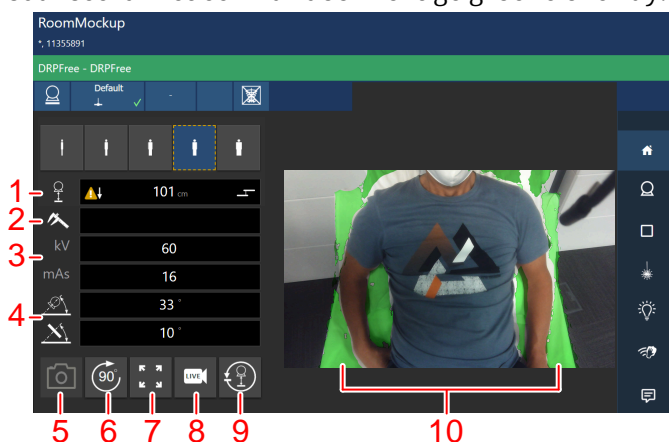 RoomMockup
*, 11355891
DRPFree - DRPFree
Default
-
1
101 cm
2
3
kV
60
mAs
16
4
33 °
10 °
90°
LIVE
5 6 7 8 9 10